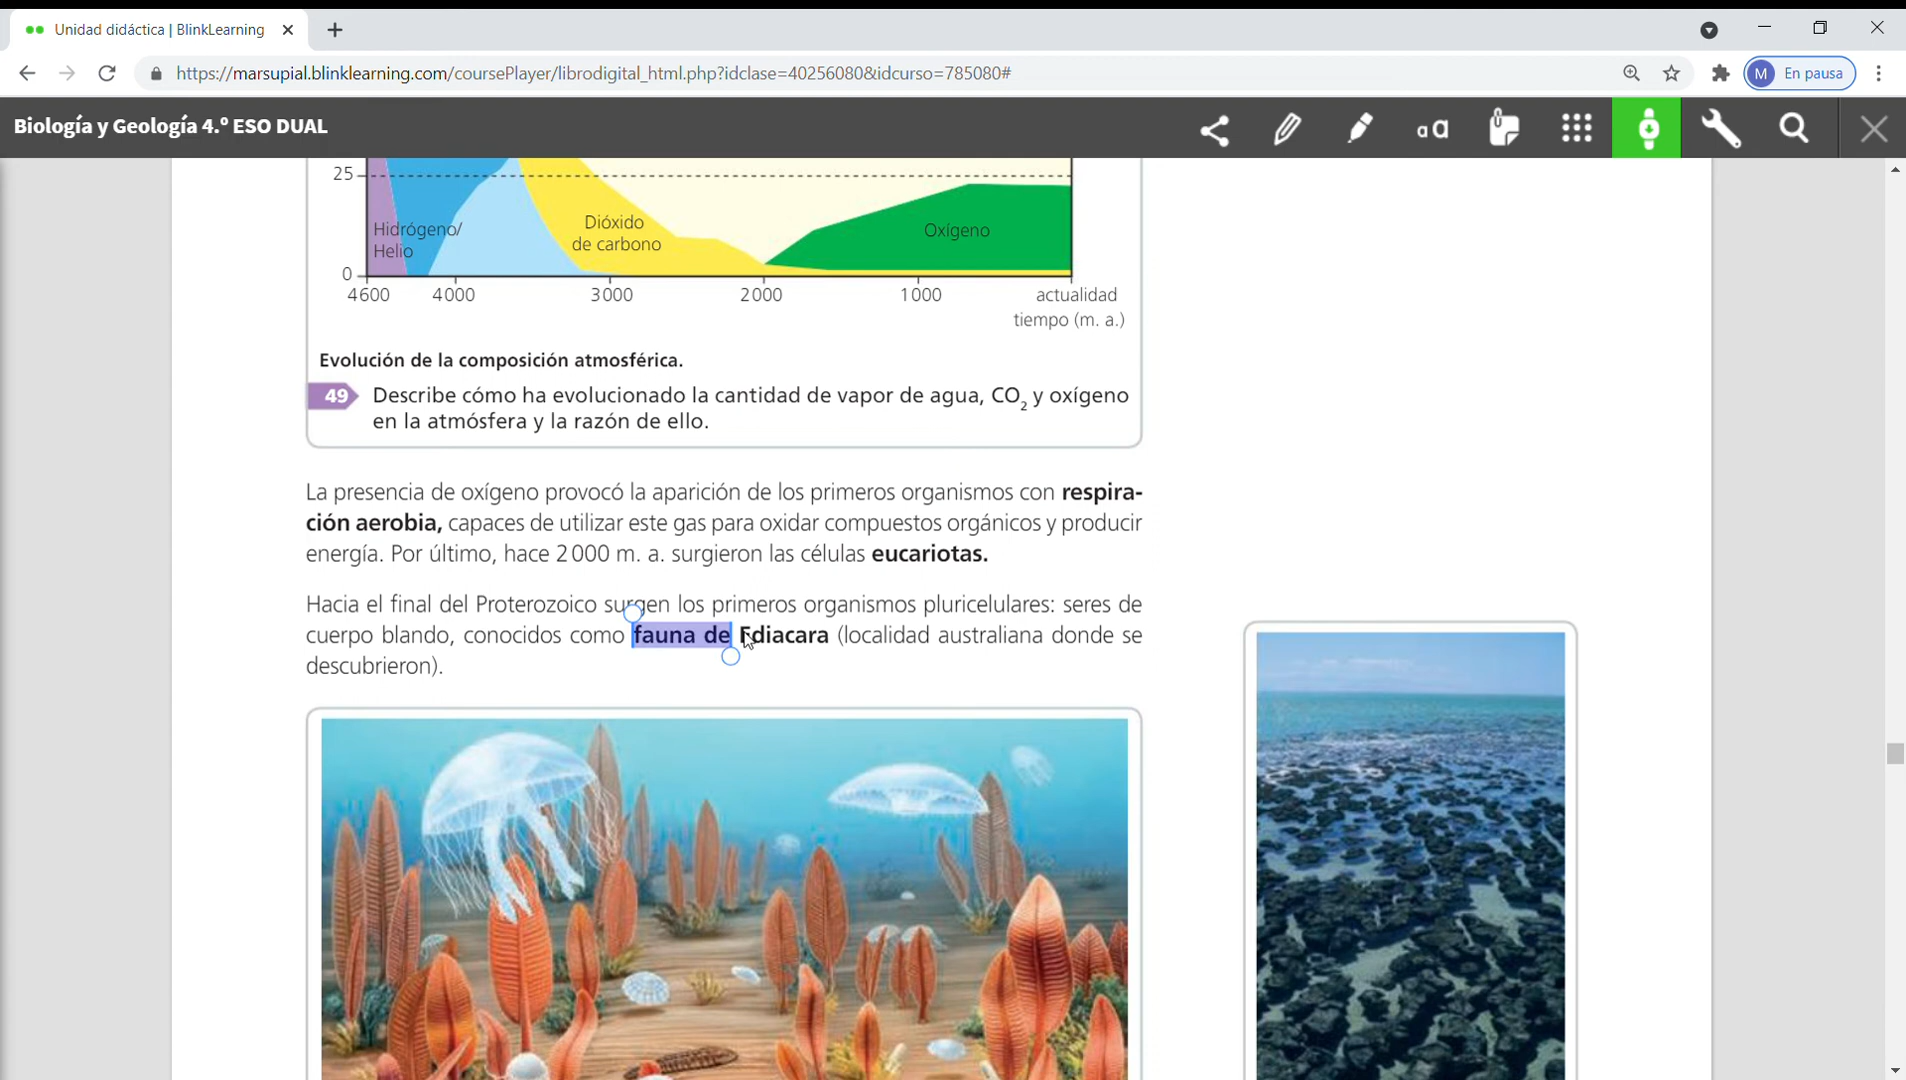 Unidad didáctica | BlinkLearning
https://marsupial.blinklearning.com/coursePlayer/librodigital_html.php?idclase=40256080&idcurso=785080#
M En pausa
Biología y Geología 4.º ESO DUAL
a a
25
Hidrógeno/
Helio
Dióxido
de carbono
Oxígeno
0
4600 4000 3000 2000 1000 actualidad
tiempo (m. a.)
Evolución de la composición atmosférica.
49 Describe cómo ha evolucionado la cantidad de vapor de agua, CO2 y oxígeno
en la atmósfera y la razón de ello.
La presencia de oxígeno provocó la aparición de los primeros organismos con respira-
ción aerobia, capaces de utilizar este gas para oxidar compuestos orgánicos y producir
energía. Por último, hace 2000 m. a. surgieron las células eucariotas.
Hacia el final del Proterozoico surgen los primeros organismos pluricelulares: seres de
cuerpo blando, conocidos como fauna de Ediacara (localidad australiana donde se
descubrieron).